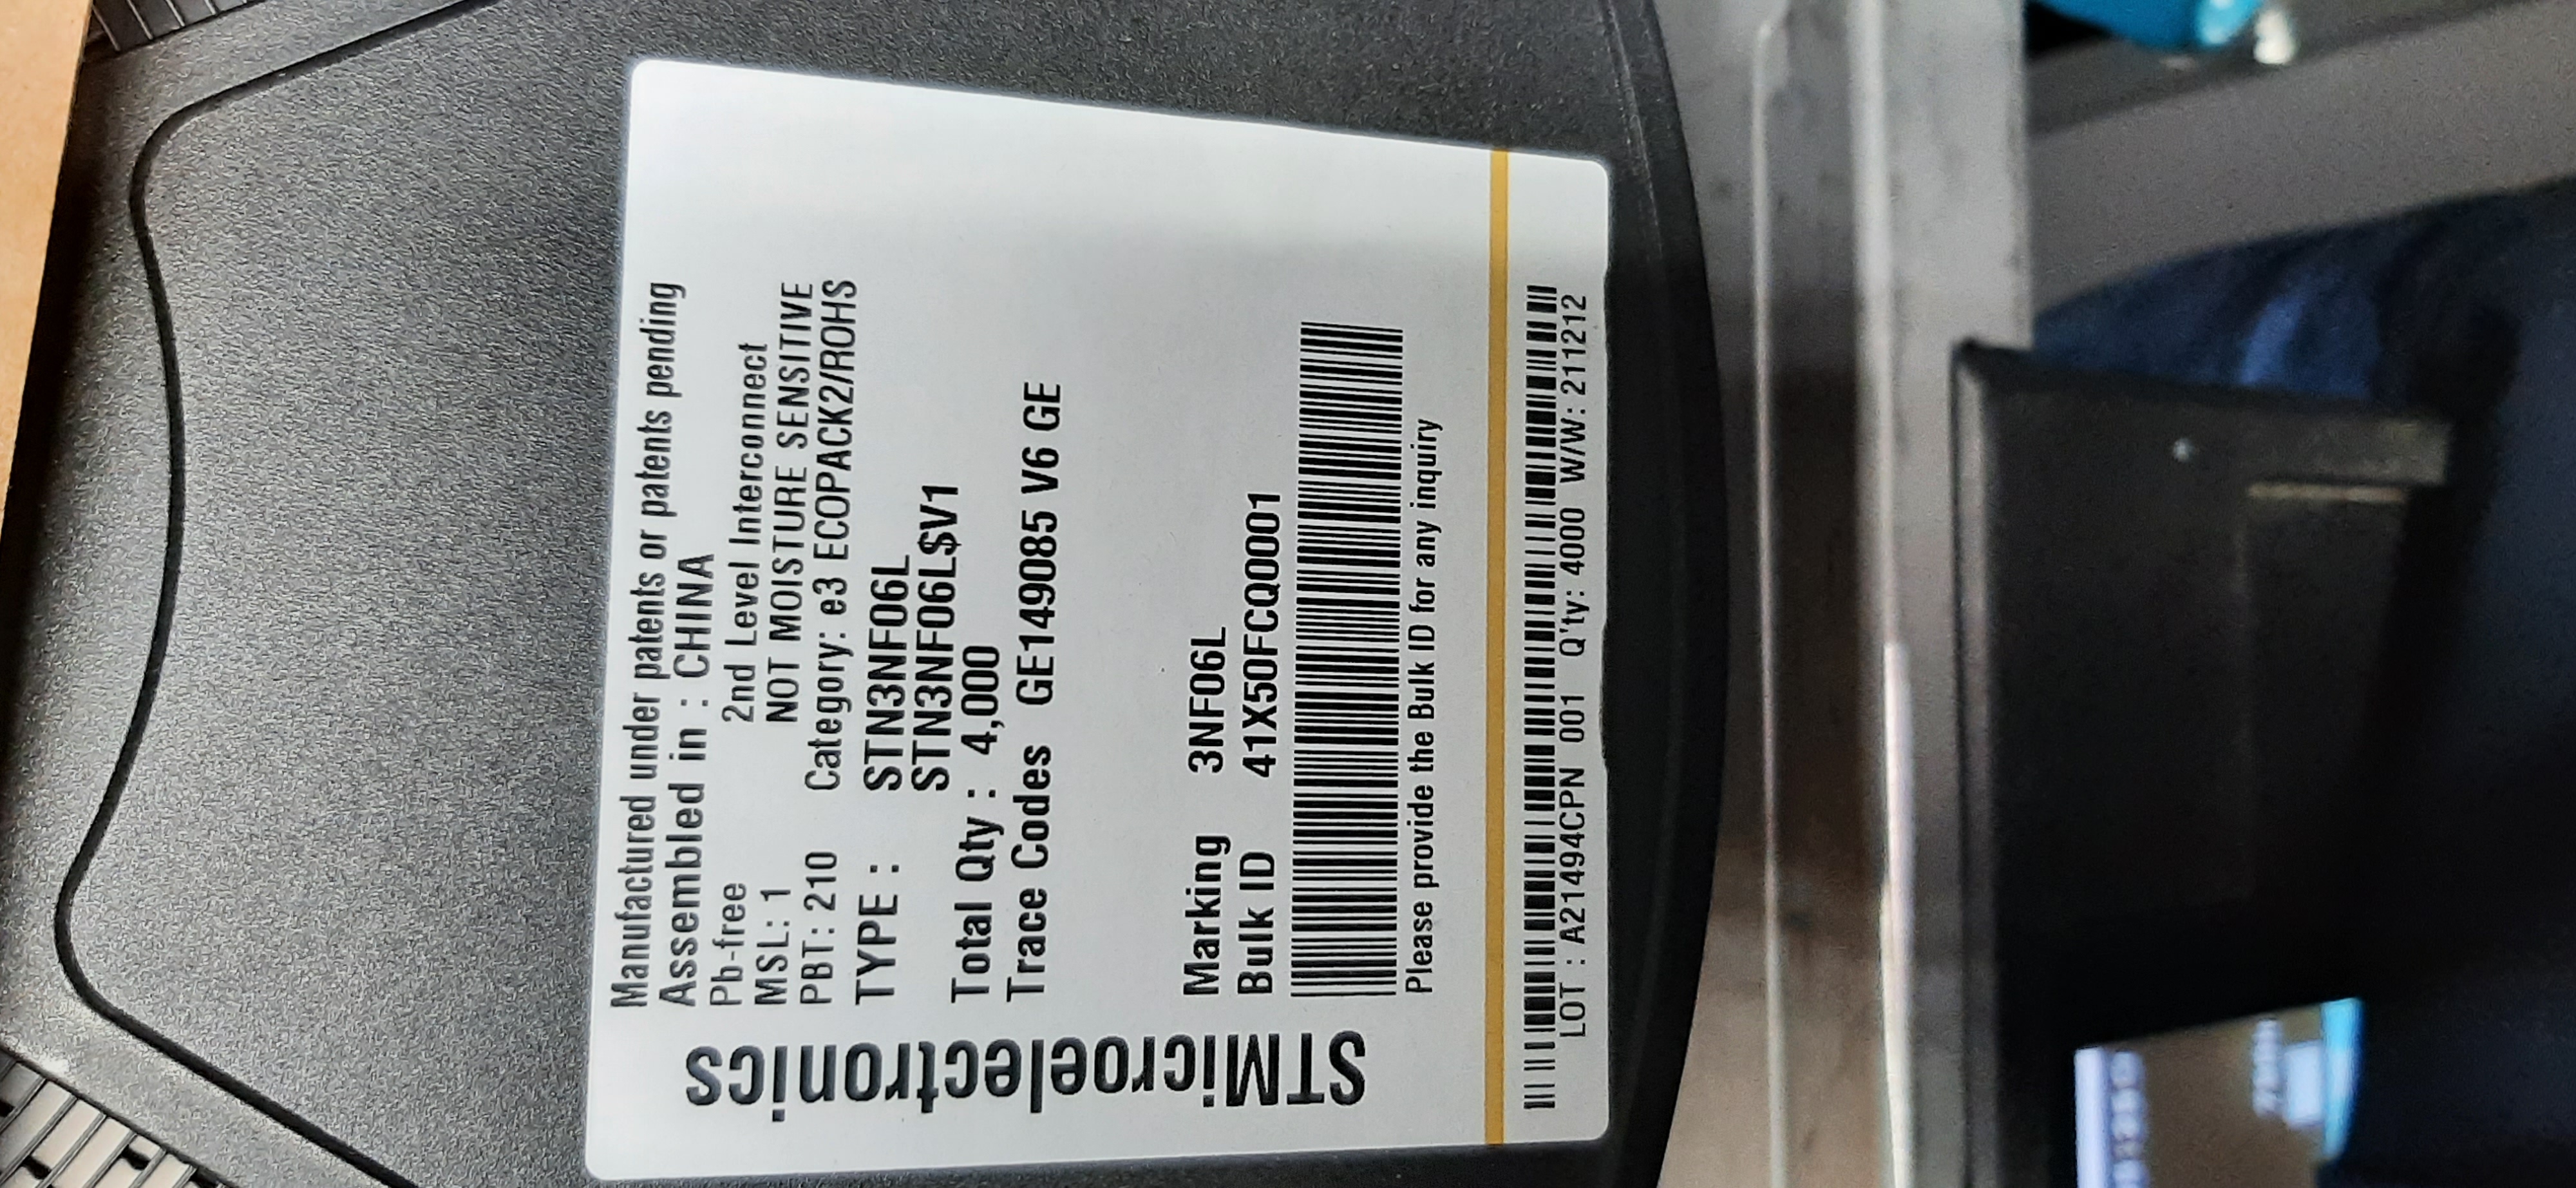 STMicroelectronics
Manufactured under patents or patents pending
Assembled in : CHINA
Pb-free 2nd Level Interconnect
MSL: 1 NOT MOISTURE SENSITIVE
PBT: 210 Category: e3 ECOPACK2/ROHS
TYPE : STN3NF06L
STN3NF06L$V1
Total Qty : 4,000
Trace Codes GE149085 V6 GE
Marking 3NF06L
Bulk ID 41X50FCQ0001
Please provide the Bulk ID for any inquiry
LOT : A21494CPN 001 Q'ty: 4000 W/W: 211212